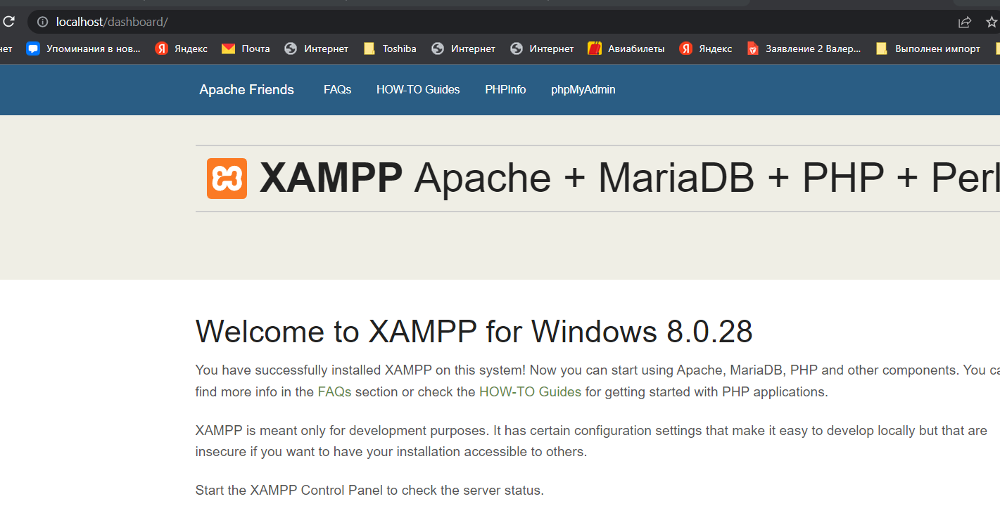 localhost/dashboard/
нет Упоминания в нов... Яндекс Почта Интернет Toshiba Интернет Интернет Авиабилеты Яндекс Заявление 2 Валер... Выполнен импорт
Apache Friends FAQs HOW-TO Guides PHPInfo phpMyAdmin
XAMPP Apache + MariaDB + PHP + Perl
Welcome to XAMPP for Windows 8.0.28
You have successfully installed XAMPP on this system! Now you can start using Apache, MariaDB, PHP and other components. You ca
find more info in the FAQs section or check the HOW-TO Guides for getting started with PHP applications.
XAMPP is meant only for development purposes. It has certain configuration settings that make it easy to develop locally but that are
insecure if you want to have your installation accessible to others.
Start the XAMPP Control Panel to check the server status.